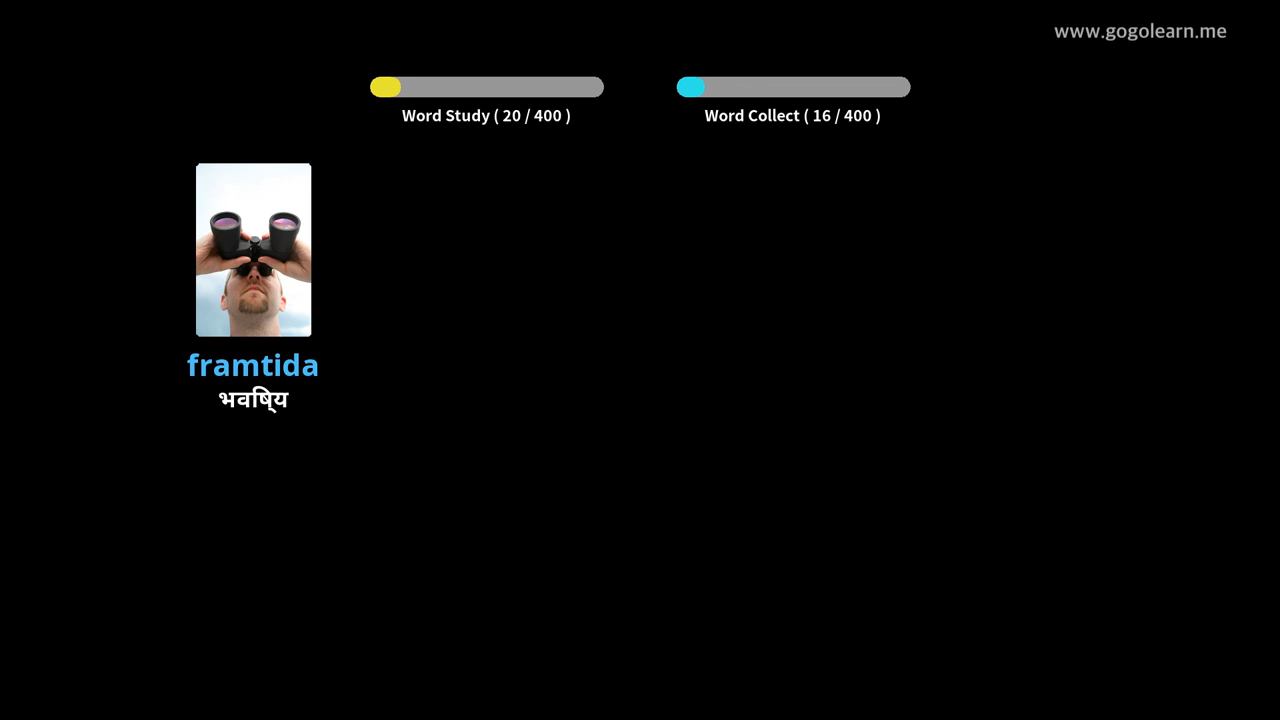 www.gogolearn.me
Word Study ( 20 / 400 )
Word Collect ( 16 / 400 )
framtida
भविष्य